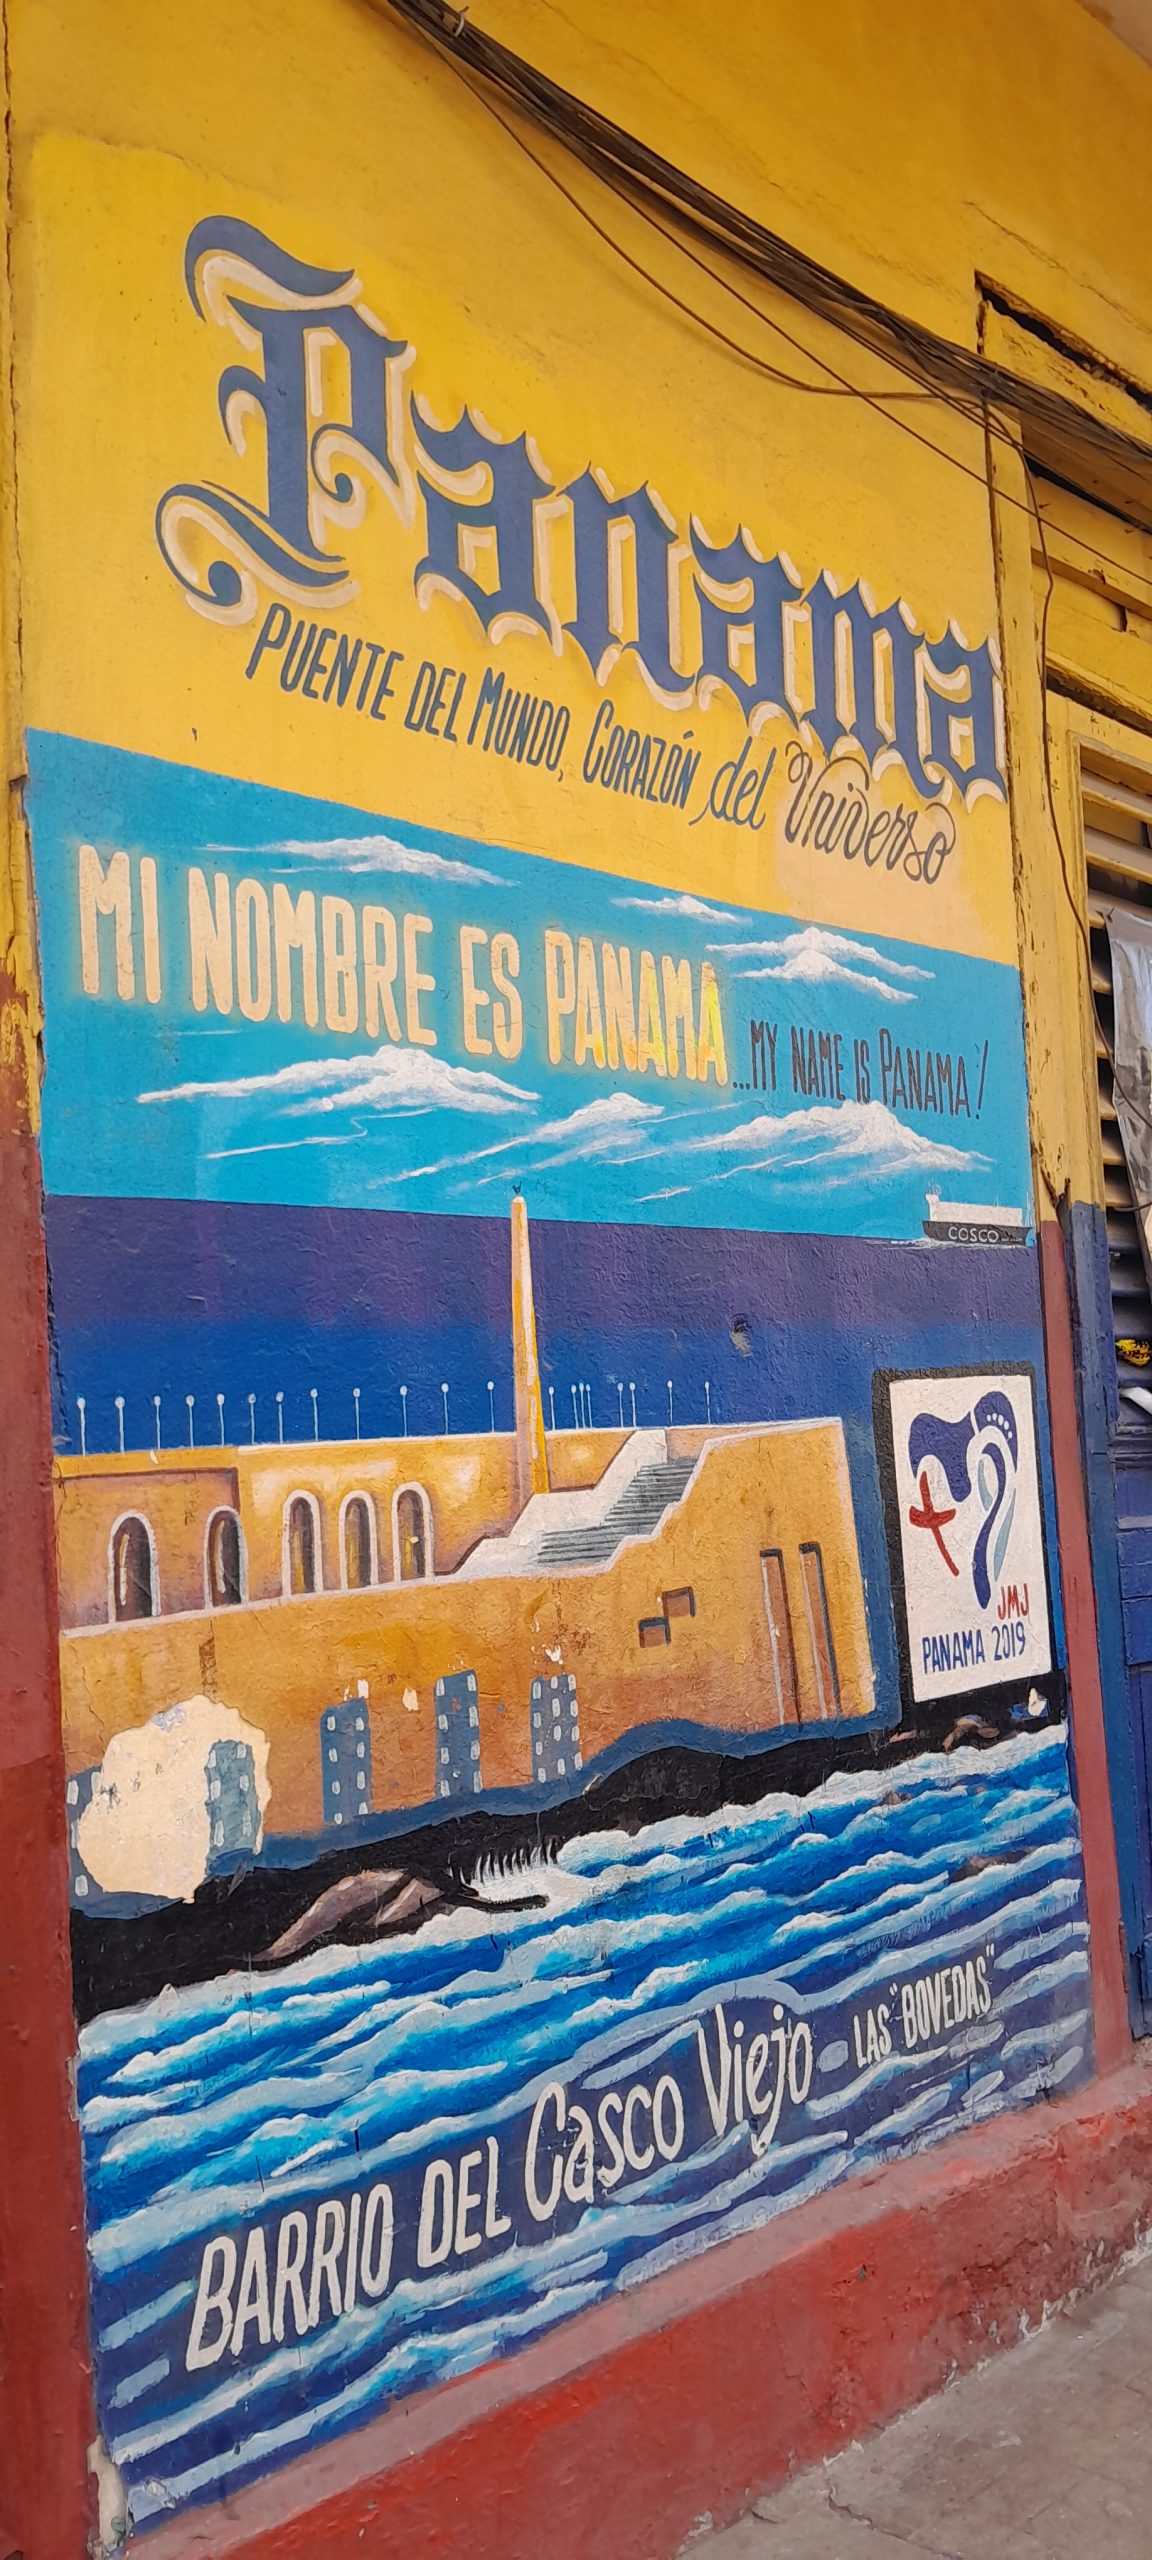 Panama
PUENTE DEL MUNDO, CORAZÓN del Universo
MI NOMBRE ES PANAMA ...MY NAME IS PANAMA!
COSCO
JMJ
PANAMA 2019
BARRIO DEL Casco Viejo LAS "BOVEDAS"